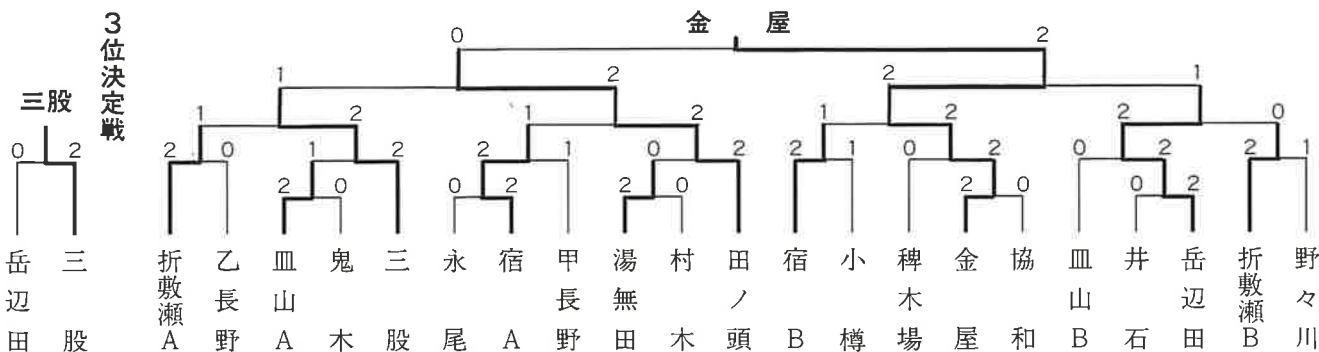 金屋
0 2
1 2 2 1
1 2 1 2 1 2 2 0
2 0 1 2 2 1 0 2 2 1 0 2 0 2 2 1
2 0 0 2 2 0 2 0 0 2
3位決定戦
三股
0 2
岳辺田
三股
折敷瀬A
乙長野
皿山A
鬼木
三股
永尾
宿A
甲長野
湯無田
村木
田ノ頭
宿B
小樽
稗木場
金屋
協和
皿山B
井石
岳辺田
折敷瀬B
野々川